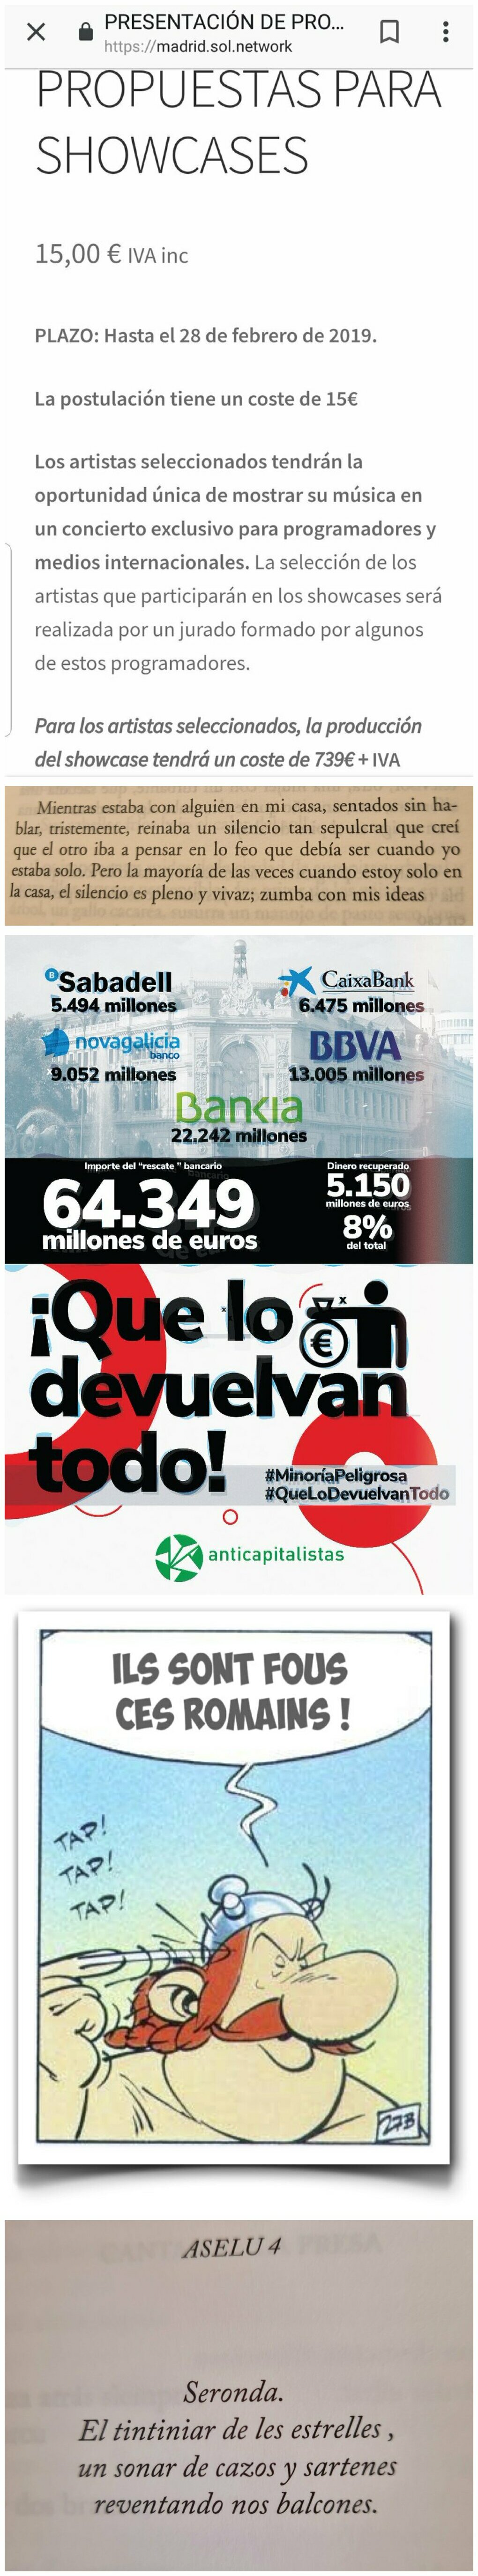 PRESENTACIÓN DE PRO...
https://madrid.sol.network
PROPUESTAS PARA
SHOWCASES
15,00 € IVA inc
PLAZO: Hasta el 28 de febrero de 2019.
La postulación tiene un coste de 15€
Los artistas seleccionados tendrán la
oportunidad única de mostrar su música en
un concierto exclusivo para programadores y
medios internacionales. La selección de los
artistas que participarán en los showcases será
realizada por un jurado formado por algunos
de estos programadores.
Para los artistas seleccionados, la producción
del showcase tendrá un coste de 739€ + IVA
Mientras estaba con alguien en mi casa, sentados sin ha-
blar, tristemente, reinaba un silencio tan sepulcral que creí
que el otro iba a pensar en lo feo que debía ser cuando yo
estaba solo. Pero la mayoría de las veces cuando estoy solo en
la casa, el silencio es pleno y vivaz; zumba con mis ideas
B Sabadell
5.494 millones
CaixaBank
6.475 millones
novagalicia
banco
9.052 millones
BBVA
13.005 millones
Bankia
22.242 millones
Importe del "rescate " bancario
64.349
millones de euros
Dinero recuperado
5.150
millones de euros
8%
del total
¡Que lo
devuelvan
todo!
€
#MinoríaPeligrosa
#QueLoDevuelvanTodo
anticapitalistas
ILS SONT FOUS
CES ROMAINS !
TAP!
TAP!
TAP!
27B
ASELU 4
Seronda.
El tintiniar de les estrelles ,
un sonar de cazos y sartenes
reventando nos balcones.